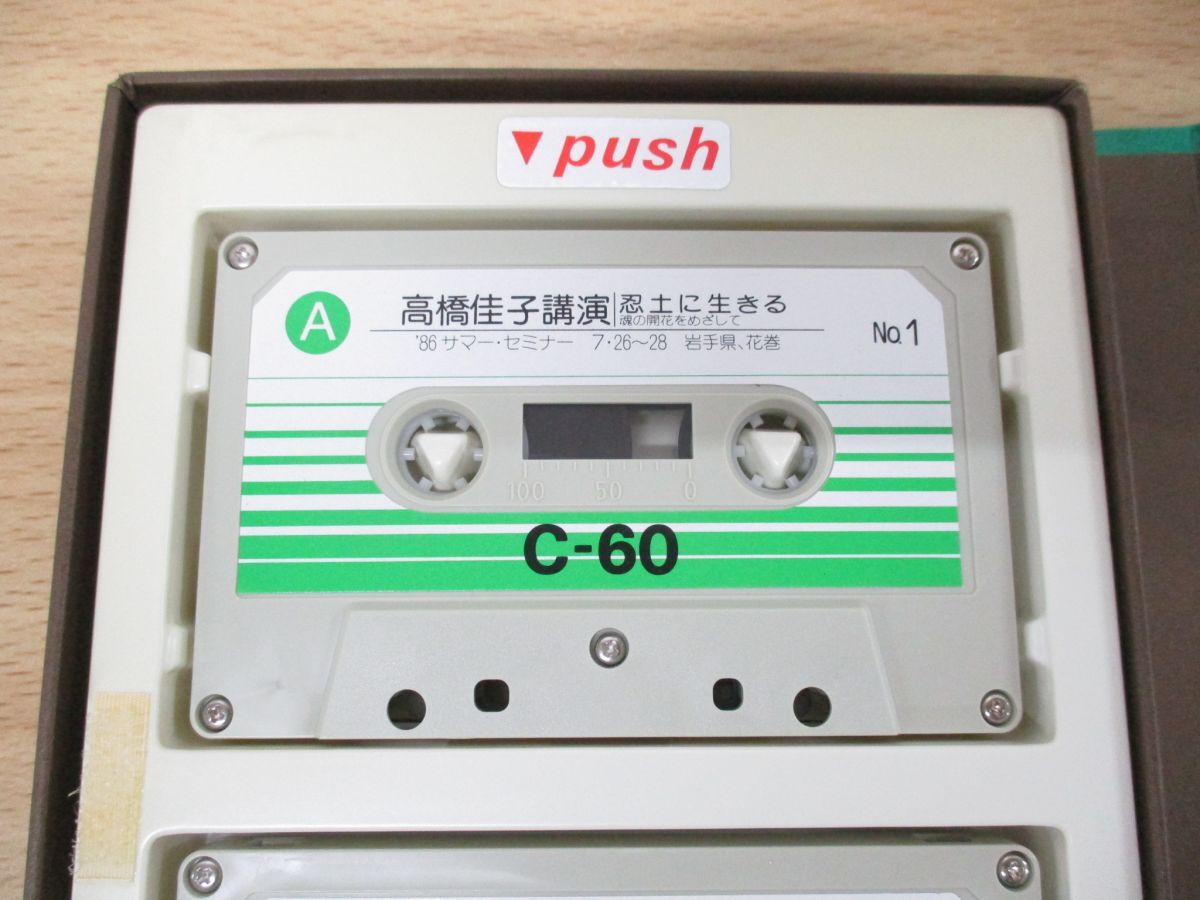 ▼push
A
高橋佳子講演 忍土に生きる
魂の開花をめざして
'86 サマー・セミナー 7・26〜28 岩手県、花巻
No.1
100 50 0
C-60